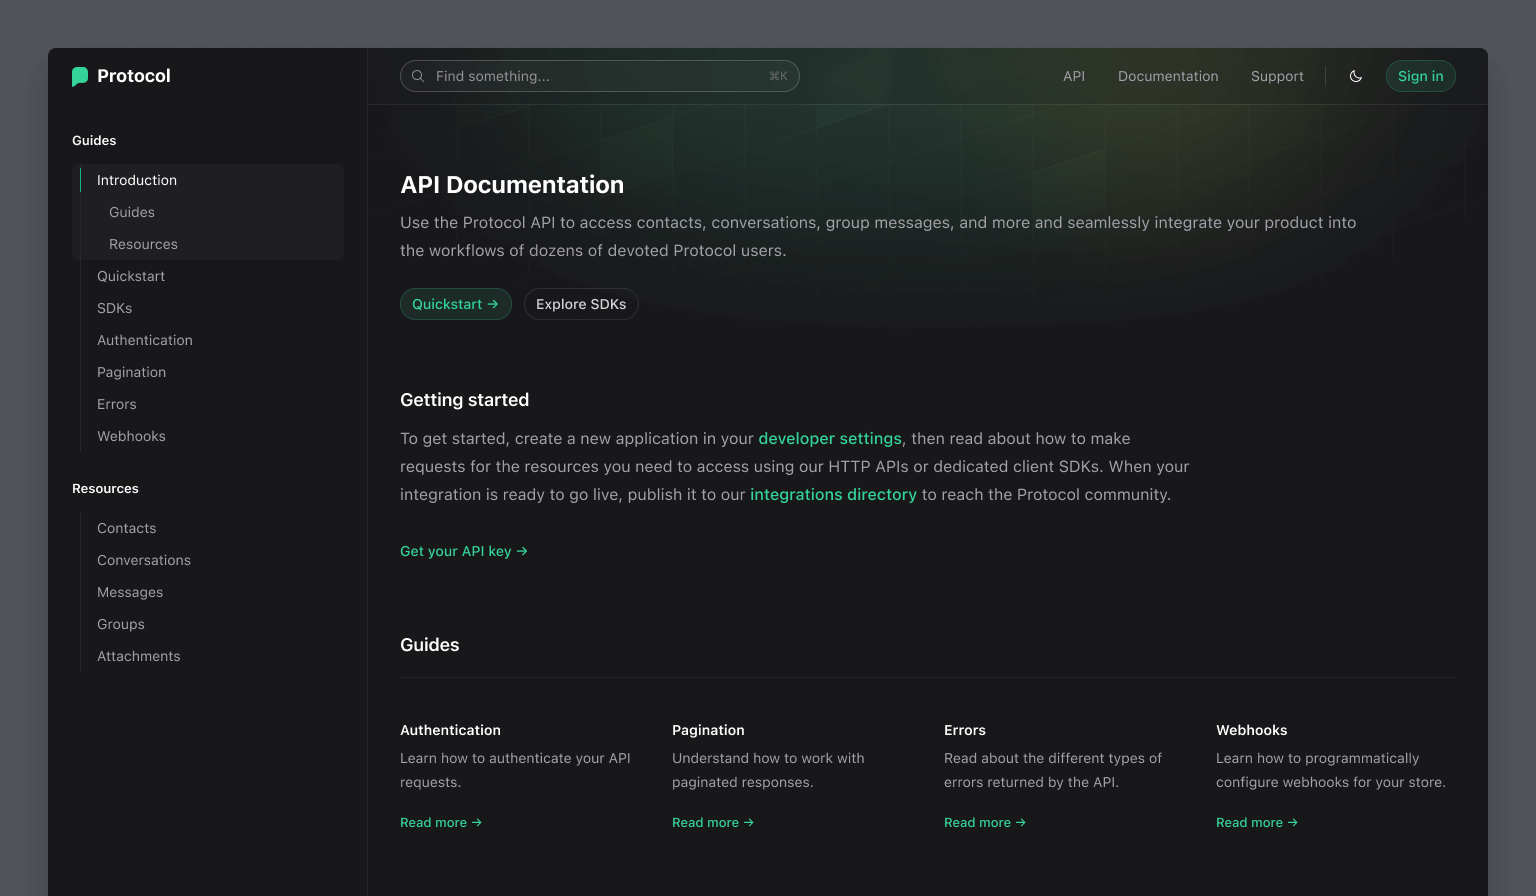 Protocol
Find something...
⌘K
API
Documentation
Support
Sign in
Guides
Introduction
Guides
Resources
Quickstart
SDKs
Authentication
Pagination
Errors
Webhooks
Resources
Contacts
Conversations
Messages
Groups
Attachments
API Documentation
Use the Protocol API to access contacts, conversations, group messages, and more and seamlessly integrate your product into
the workflows of dozens of devoted Protocol users.
Quickstart →
Explore SDKs
Getting started
To get started, create a new application in your developer settings, then read about how to make
requests for the resources you need to access using our HTTP APIs or dedicated client SDKs. When your
integration is ready to go live, publish it to our integrations directory to reach the Protocol community.
Get your API key →
Guides
Authentication
Learn how to authenticate your API
requests.
Read more →
Pagination
Understand how to work with
paginated responses.
Read more →
Errors
Read about the different types of
errors returned by the API.
Read more →
Webhooks
Learn how to programmatically
configure webhooks for your store.
Read more →